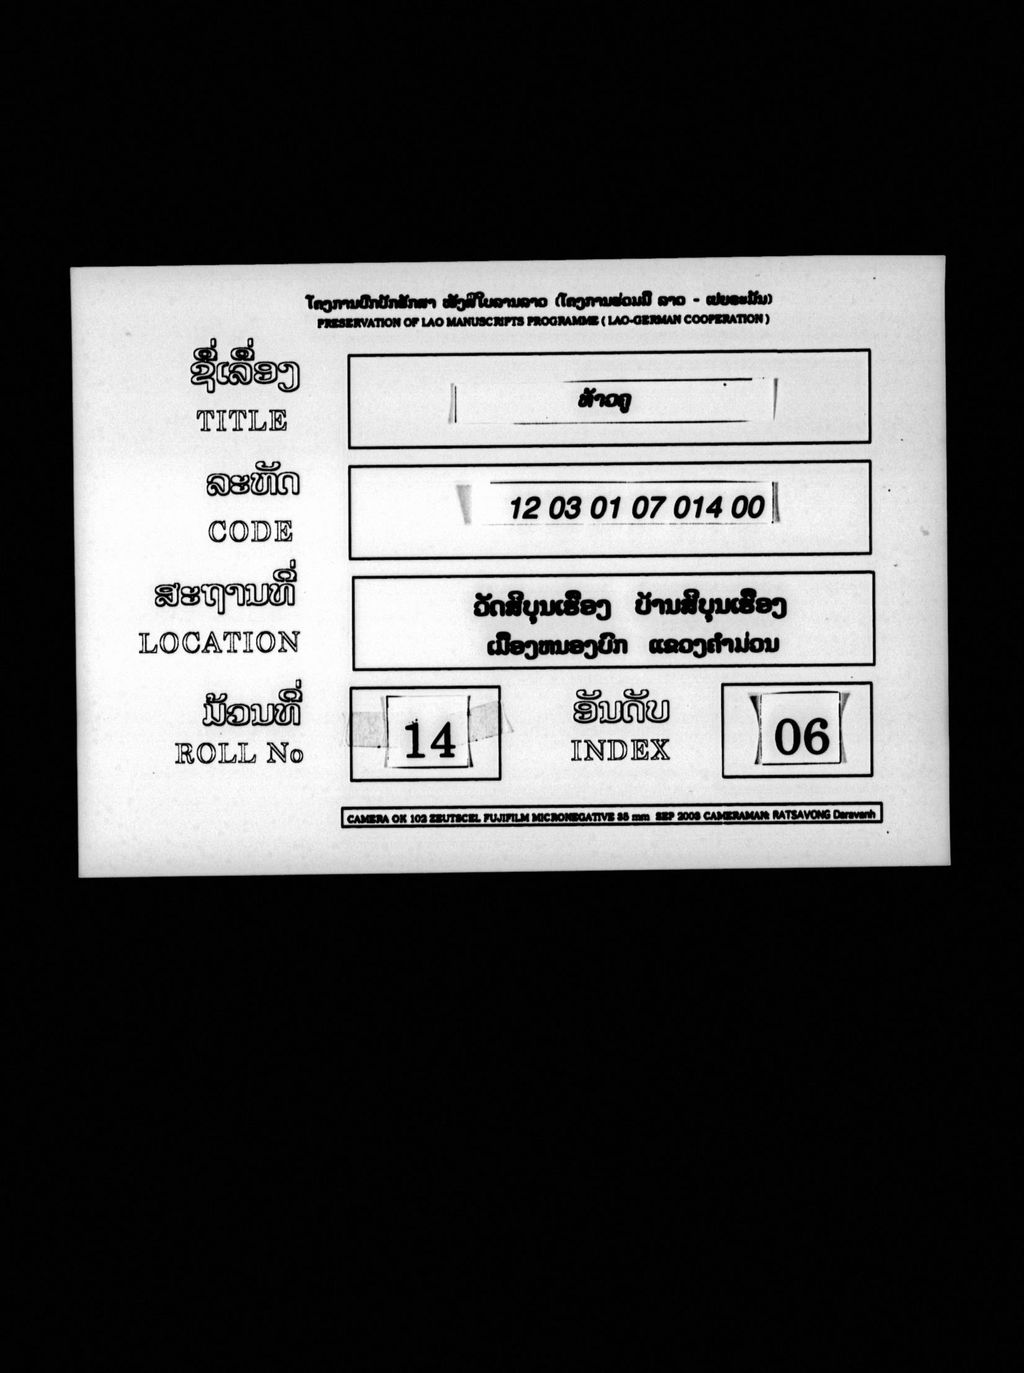 ໂຄງການປົກປັກຮັກສາ ໜັງສືໃບລານລາວ (ໂຄງການຮ່ວມມື ລາວ - ເຢຍລະມັນ)
PRESERVATION OF LAO MANUSCRIPTS PROGRAMME ( LAO-GERMAN COOPERATION )
ຊື່ເລື່ອງ
TITLE
ທ້າວຄູ
ລະຫັດ
CODE
12 03 01 07 014 00
ສະຖານທີ່
LOCATION
ວັດສີບຸນເຮືອງ ບ້ານສີບຸນເຮືອງ
ເມືອງຫນອງບົກ ແຂວງຄຳມ່ວນ
ມ້ວນທີ່
ROLL No
14
ອັນດັບ
INDEX
06
CAMERA OK 102 ZEUTSCEL FUJIFILM MICRONEGATIVE 35 mm SEP 2003 CAMERAMAN: RATSAVONG Daravanh